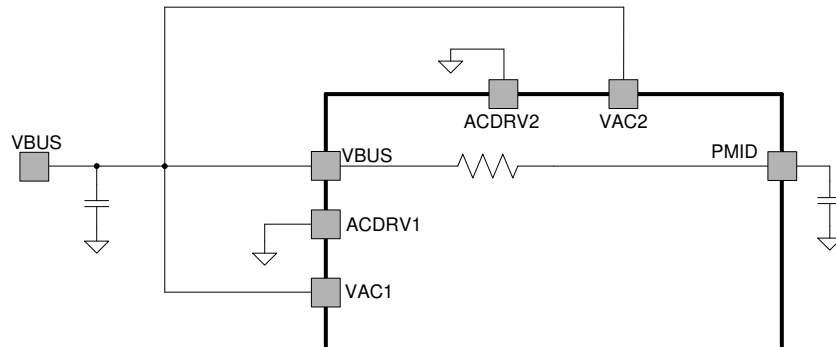 ACDRV2
VAC2
VBUS
VBUS
PMID
ACDRV1
VAC1